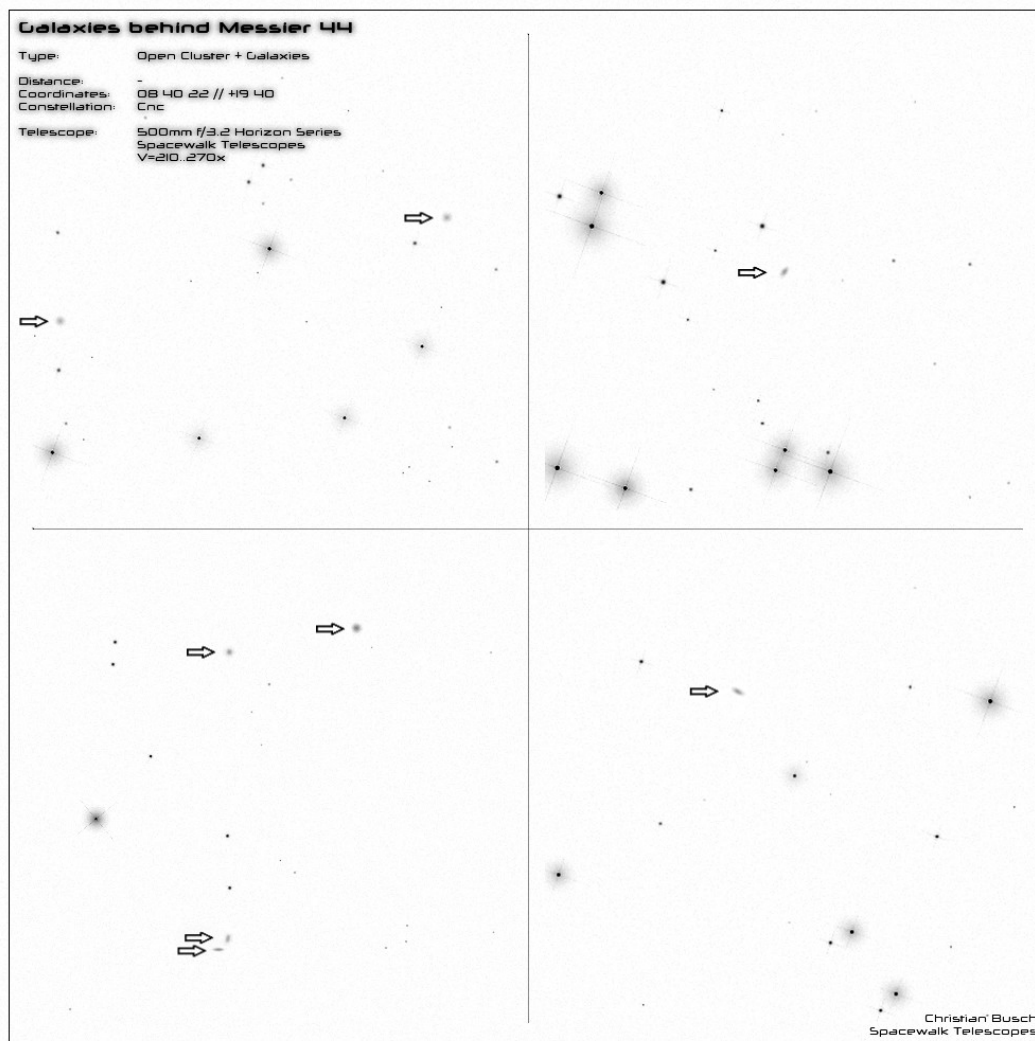 Galaxies behind Messier 44
Type: Open Cluster + Galaxies
Distance: -
Coordinates: 08 40 22 // +19 40
Constellation: Cnc
Telescope: 500mm f/3.2 Horizon Series
Spacewalk Telescopes
V=210..270x
Christian Busch
Spacewalk Telescopes